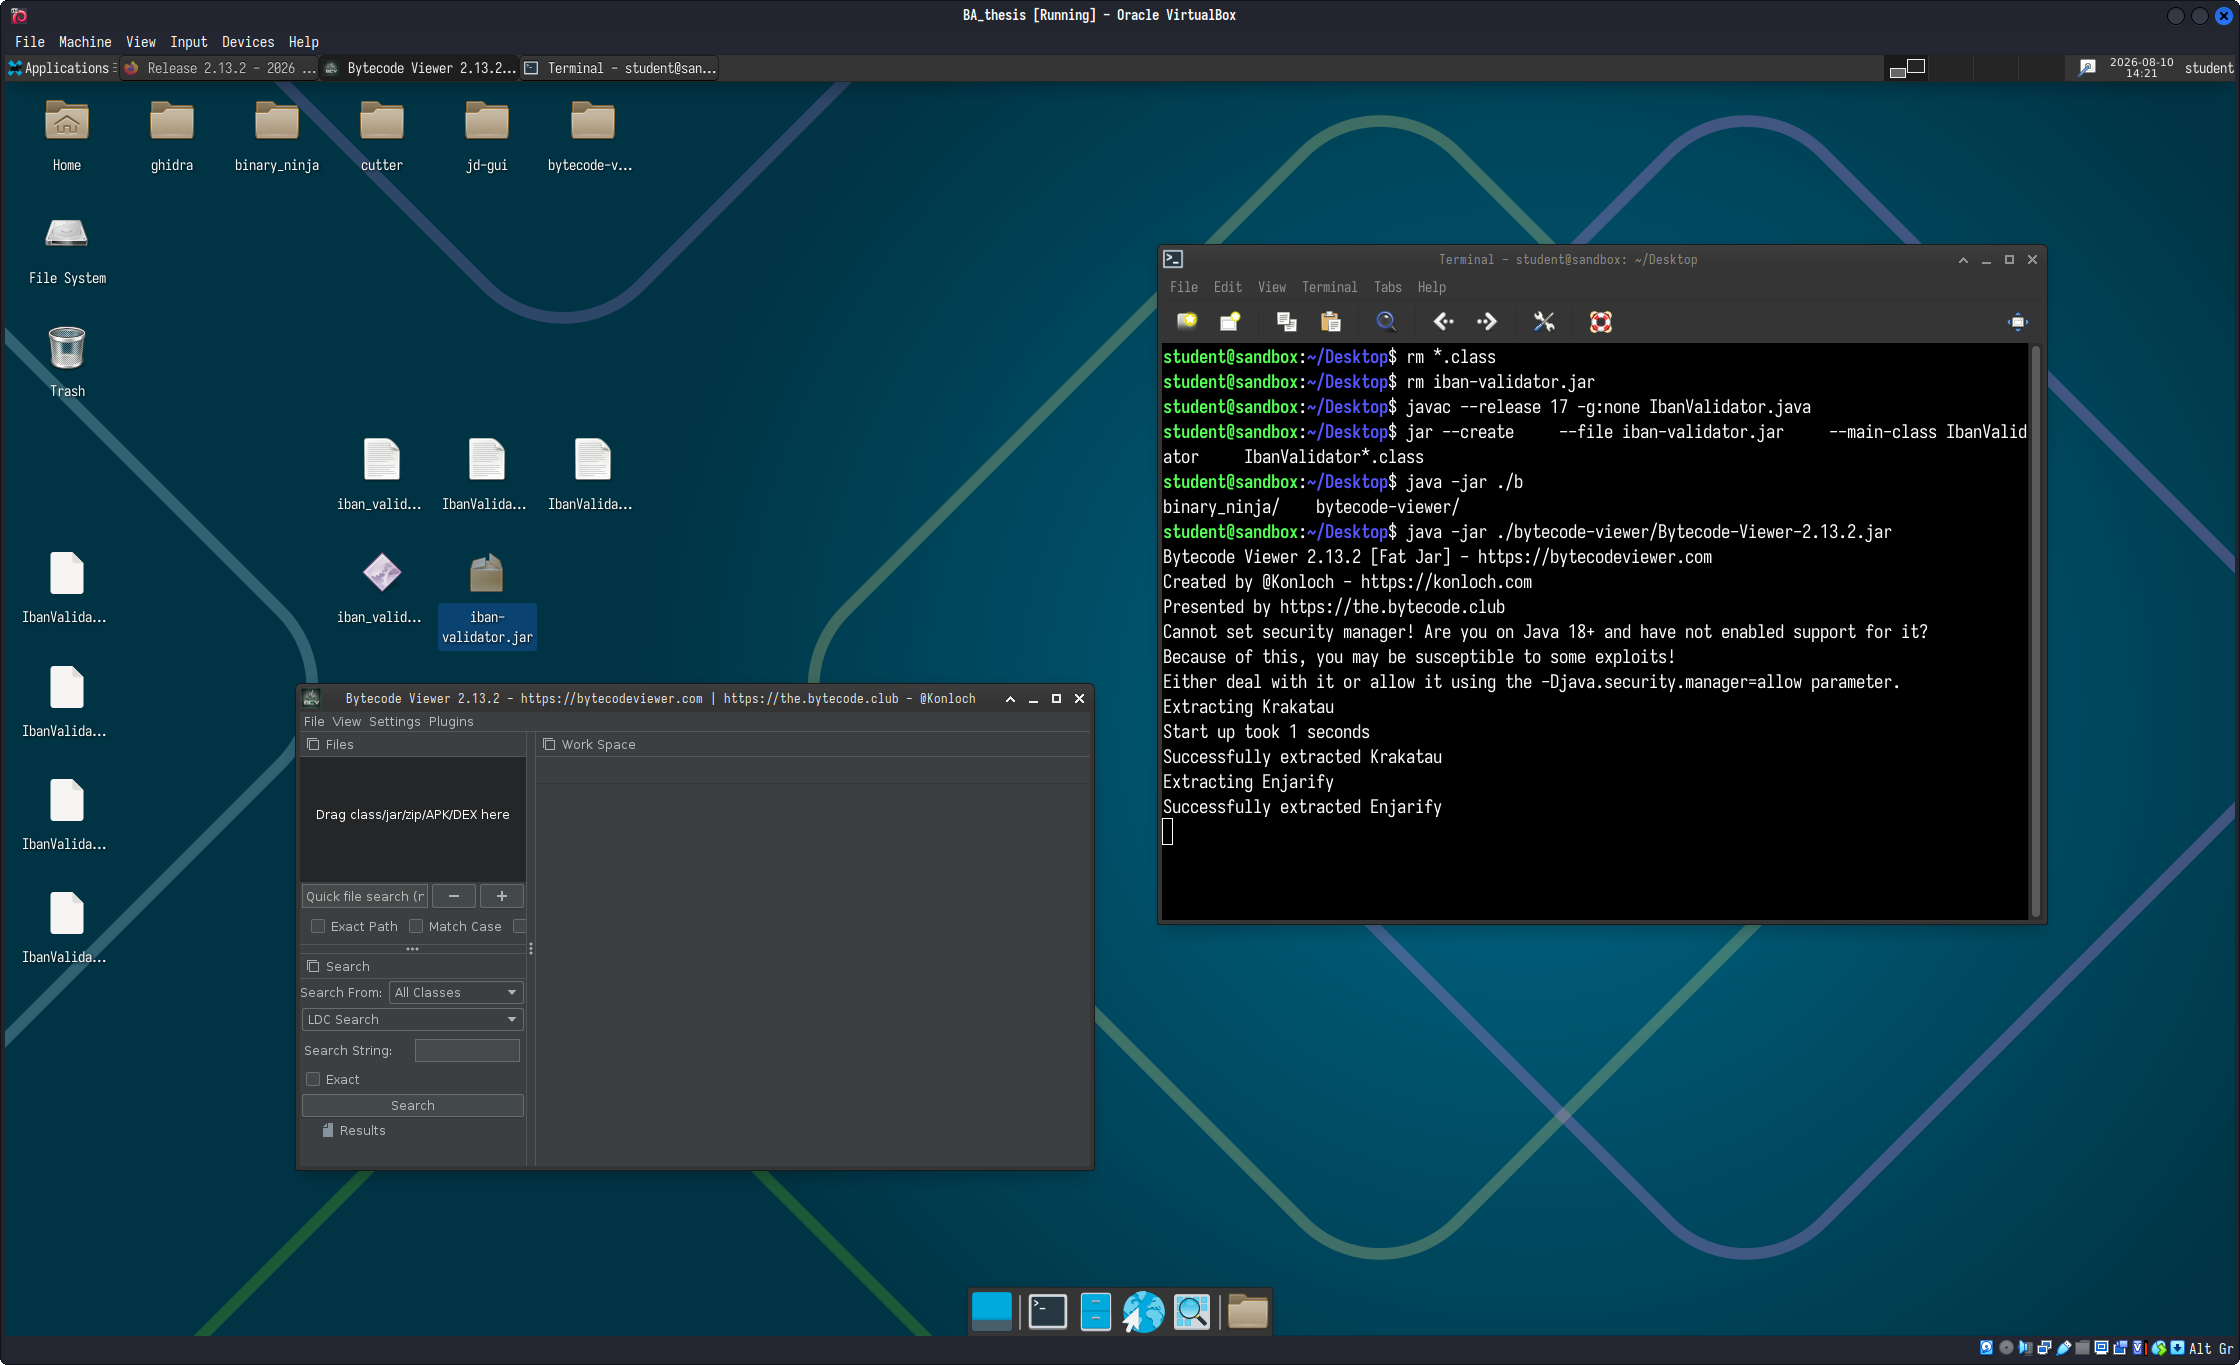 BA_thesis [Running] - Oracle VirtualBox
File Machine View Input Devices Help
Applications
Release 2.13.2 - 2026 ...
Bytecode Viewer 2.13.2...
Terminal - student@san...
2026-08-10
14:21
student
Home
ghidra
binary_ninja
cutter
jd-gui
bytecode-v...
File System
Trash
iban_valid...
IbanValida...
IbanValida...
IbanValida...
iban_valid...
iban-
validator.jar
IbanValida...
IbanValida...
IbanValida...
Terminal - student@sandbox: ~/Desktop
File Edit View Terminal Tabs Help
student@sandbox:~/Desktop$ rm *.class
student@sandbox:~/Desktop$ rm iban-validator.jar
student@sandbox:~/Desktop$ javac --release 17 -g:none IbanValidator.java
student@sandbox:~/Desktop$ jar --create     --file iban-validator.jar     --main-class IbanValid
ator     IbanValidator*.class
student@sandbox:~/Desktop$ java -jar ./b
binary_ninja/    bytecode-viewer/
student@sandbox:~/Desktop$ java -jar ./bytecode-viewer/Bytecode-Viewer-2.13.2.jar
Bytecode Viewer 2.13.2 [Fat Jar] - https://bytecodeviewer.com
Created by @Konloch - https://konloch.com
Presented by https://the.bytecode.club
Cannot set security manager! Are you on Java 18+ and have not enabled support for it?
Because of this, you may be susceptible to some exploits!
Either deal with it or allow it using the -Djava.security.manager=allow parameter.
Extracting Krakatau
Start up took 1 seconds
Successfully extracted Krakatau
Extracting Enjarify
Successfully extracted Enjarify
Bytecode Viewer 2.13.2 - https://bytecodeviewer.com | https://the.bytecode.club - @Konloch
File View Settings Plugins
Files
Work Space
Drag class/jar/zip/APK/DEX here
Quick file search (r
− +
Exact Path Match Case
Search
Search From: All Classes
LDC Search
Search String:
Exact
Search
Results
Alt Gr